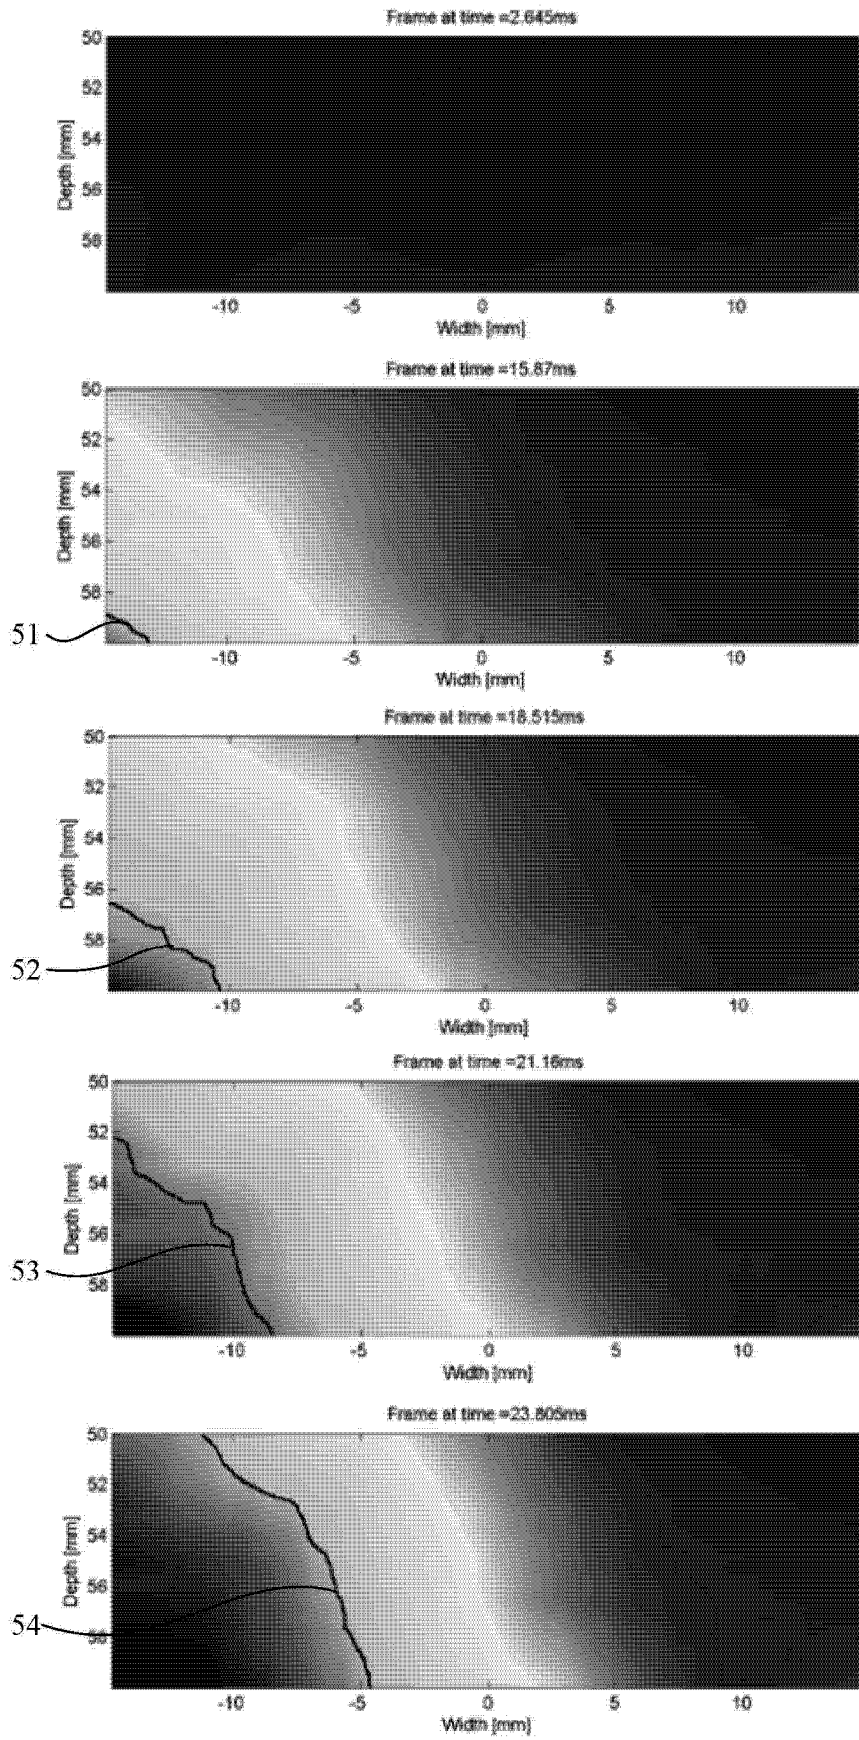 Frame at time =2.645ms
50
52
54
56
58
Depth [mm]
-10 -5 0 5 10
Width [mm]
Frame at time =15.87ms
50
52
54
56
58
Depth [mm]
51
-10 -5 0 5 10
Width [mm]
Frame at time =18.515ms
50
52
54
56
58
Depth [mm]
52
-10 -5 0 5 10
Width [mm]
Frame at time =21.16ms
50
52
54
56
58
Depth [mm]
53
-10 -5 0 5 10
Width [mm]
Frame at time =23.805ms
50
52
54
56
58
Depth [mm]
54
-10 -5 0 5 10
Width [mm]